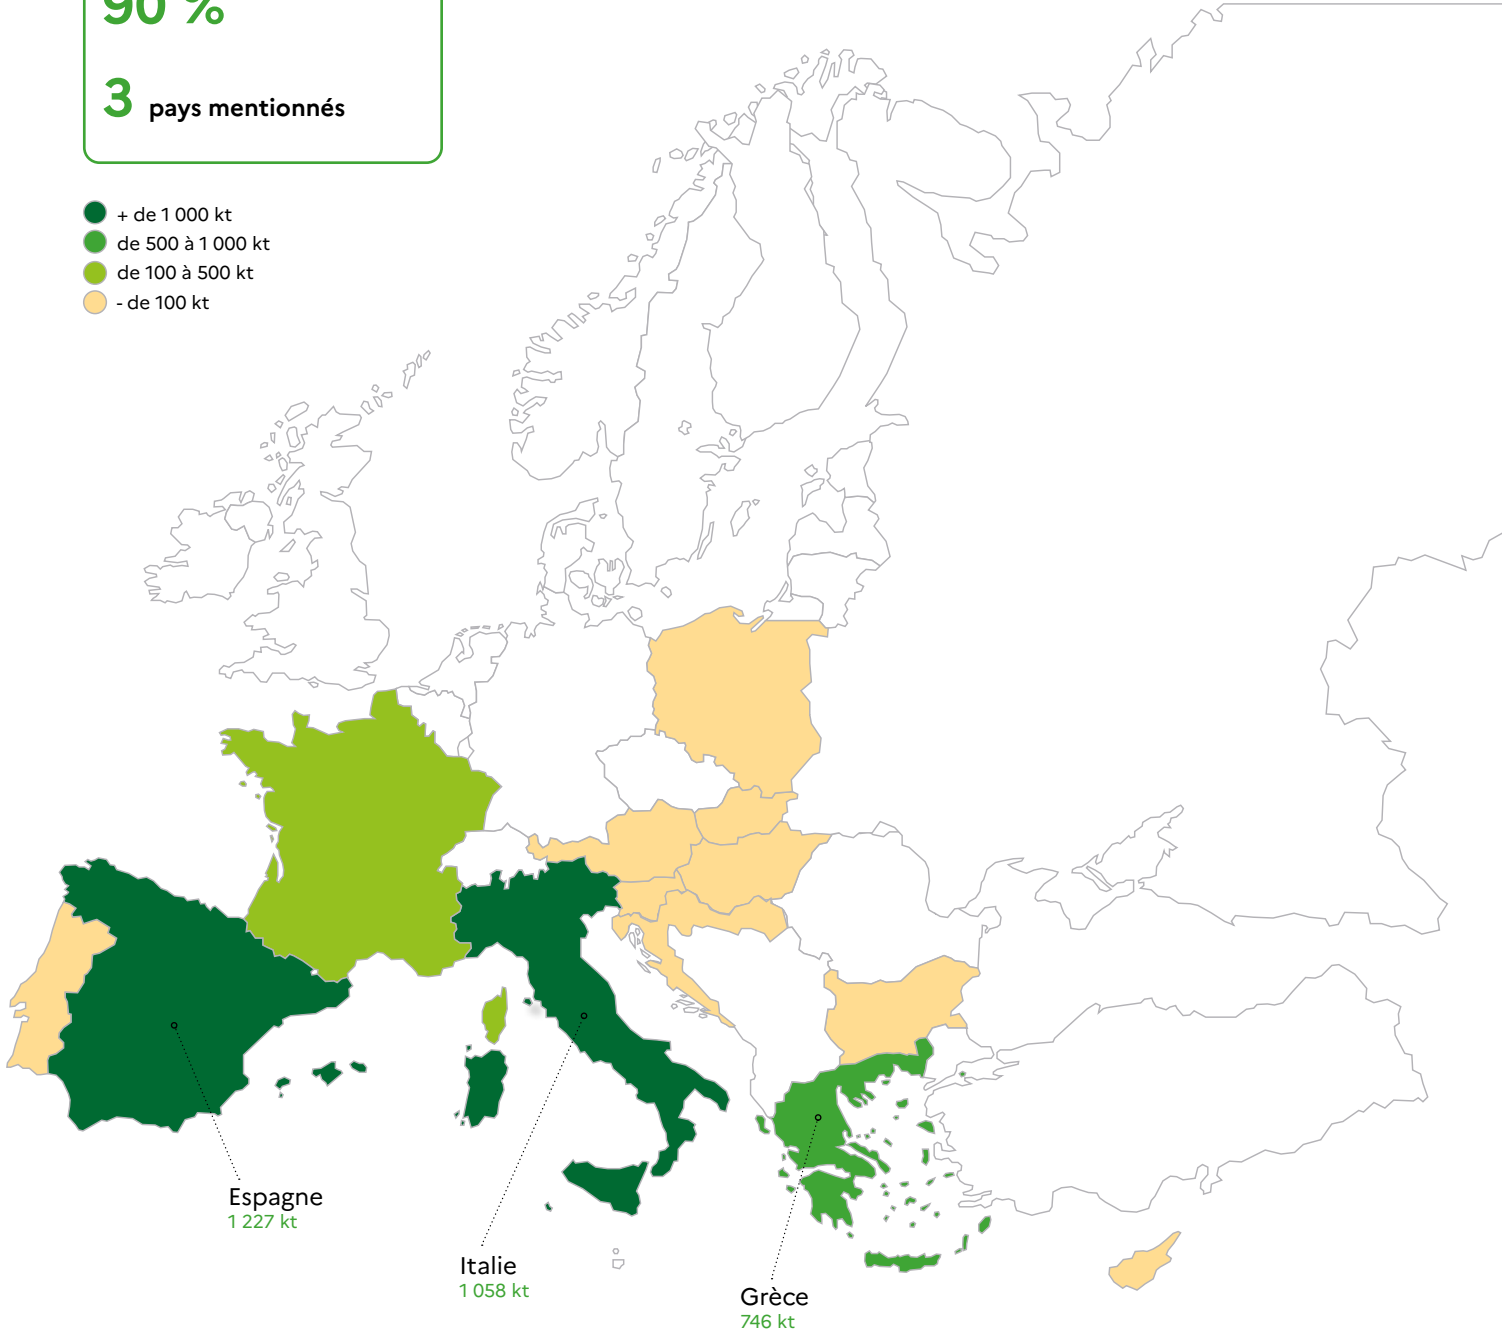 90 %
3 pays mentionnés
+ de 1 000 kt
de 500 à 1 000 kt
de 100 à 500 kt
- de 100 kt
Espagne
1 227 kt
Italie
1 058 kt
Grèce
746 kt